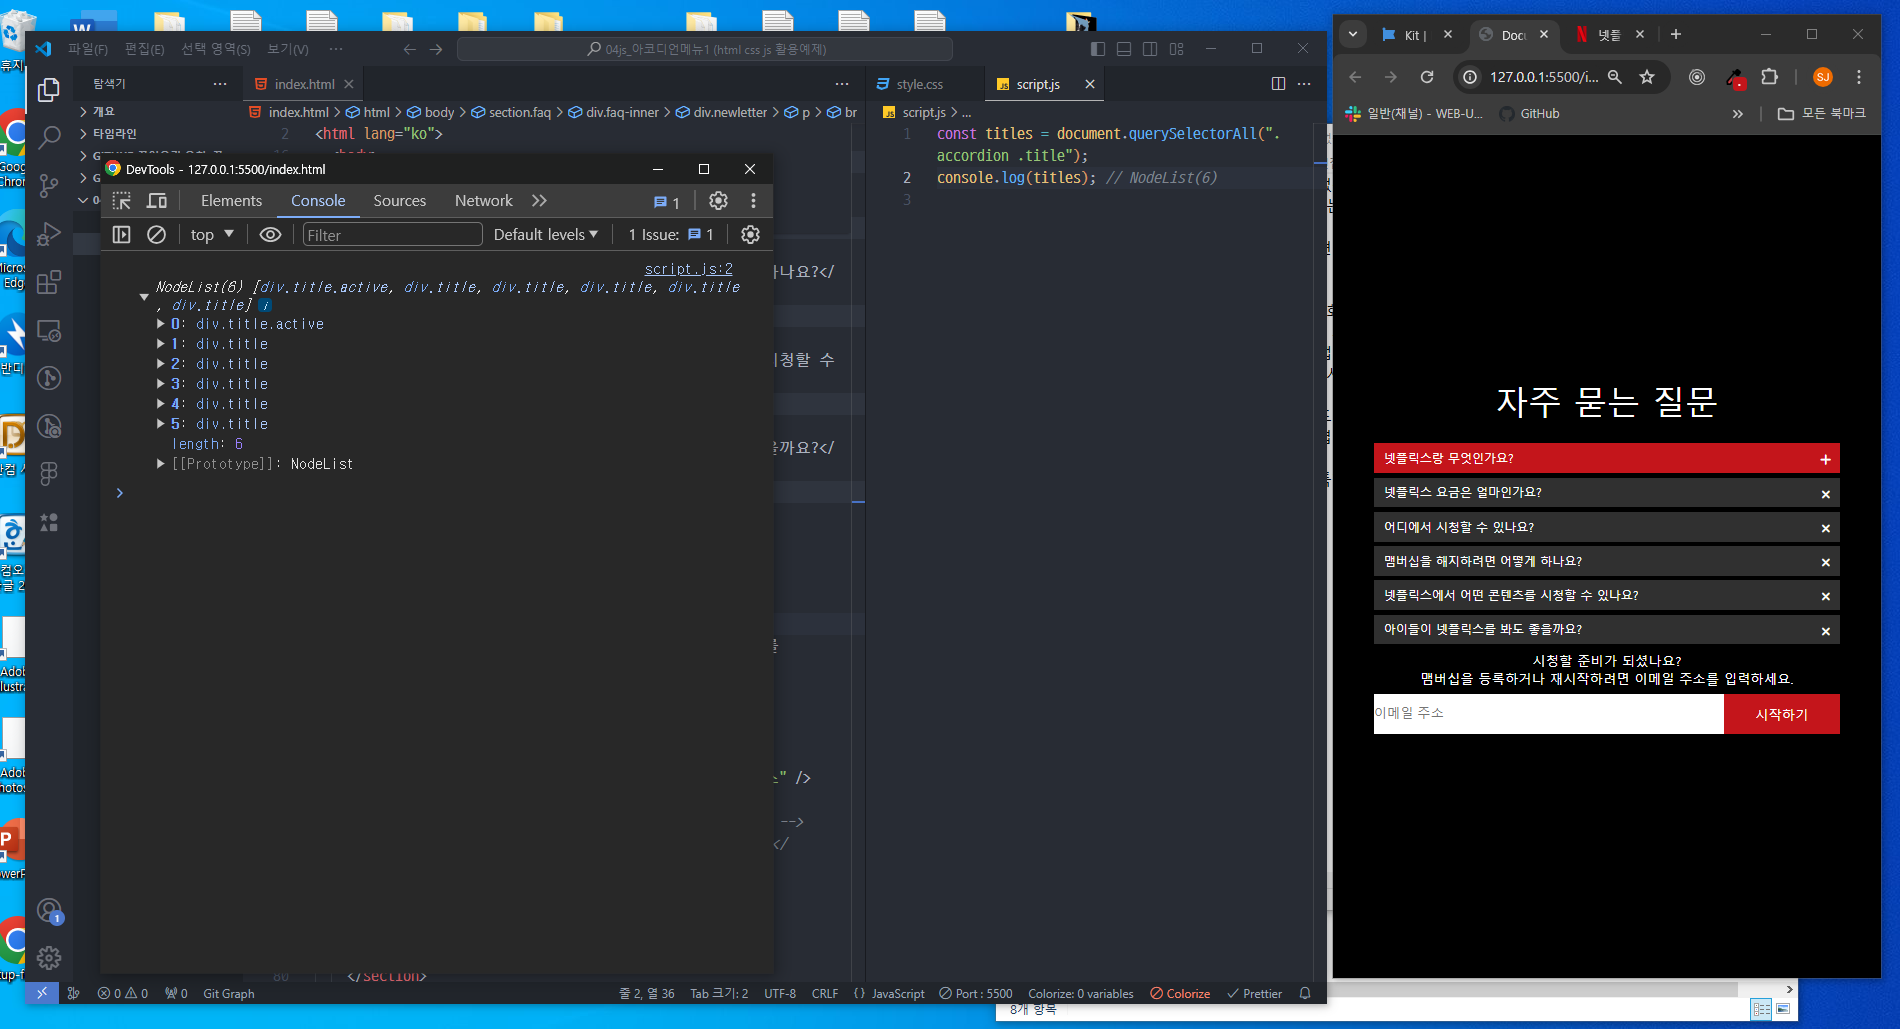 파일(F) 편집(E) 선택 영역(S) 보기(V) ···
04js_아코디언메뉴1 (html css js 활용예제)
탐색기
개요
타임라인
index.html
index.html > html > body > section.faq > div.faq-inner > div.newletter > p > br
2 <html lang="ko">
DevTools - 127.0.0.1:5500/index.html
Elements Console Sources Network
1
top Filter Default levels 1 Issue: 1
script.js:2
NodeList(6) [div.title.active, div.title, div.title, div.title, div.title
, div.title] i
0: div.title.active
1: div.title
2: div.title
3: div.title
4: div.title
5: div.title
length: 6
[[Prototype]]: NodeList
나요?</
청할 수
을까요?</
를
" />
-->
</
80 </section>
style.css script.js
script.js > ...
1 const titles = document.querySelectorAll(".
accordion .title");
2 console.log(titles); // NodeList(6)
3
0 0 0 Git Graph
줄 2, 열 36 Tab 크기: 2 UTF-8 CRLF {} JavaScript Port : 5500 Colorize: 0 variables Colorize Prettier
8개 항목
Kit | Docu 넷플
127.0.0.1:5500/i... SJ
일반(채널) - WEB-U... GitHub » 모든 북마크
자주 묻는 질문
넷플릭스랑 무엇인가요? +
넷플릭스 요금은 얼마인가요? ×
어디에서 시청할 수 있나요? ×
맴버십을 해지하려면 어떻게 하나요? ×
넷플릭스에서 어떤 콘텐츠를 시청할 수 있나요? ×
아이들이 넷플릭스를 봐도 좋을까요? ×
시청할 준비가 되셨나요?
맴버십을 등록하거나 재시작하려면 이메일 주소를 입력하세요.
이메일 주소 시작하기